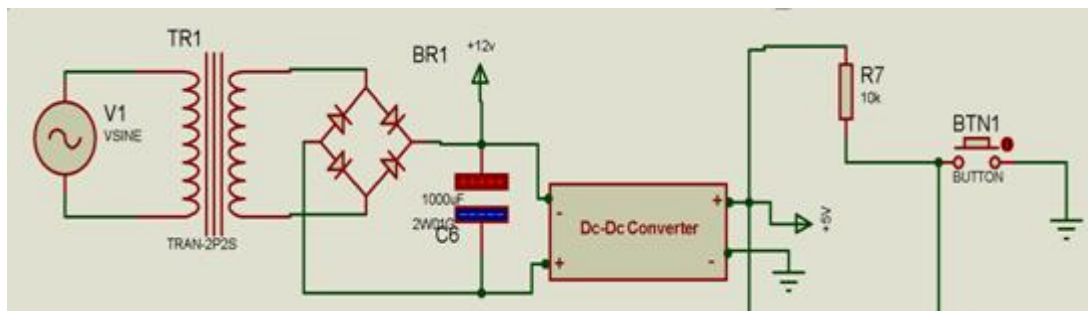 TR1
V1
VSINE
TRAN-2P2S
BR1
+12v
1000uF
C6
-
+
Dc-Dc Converter
+
-
+5V
R7
10k
BTN1
BUTTON